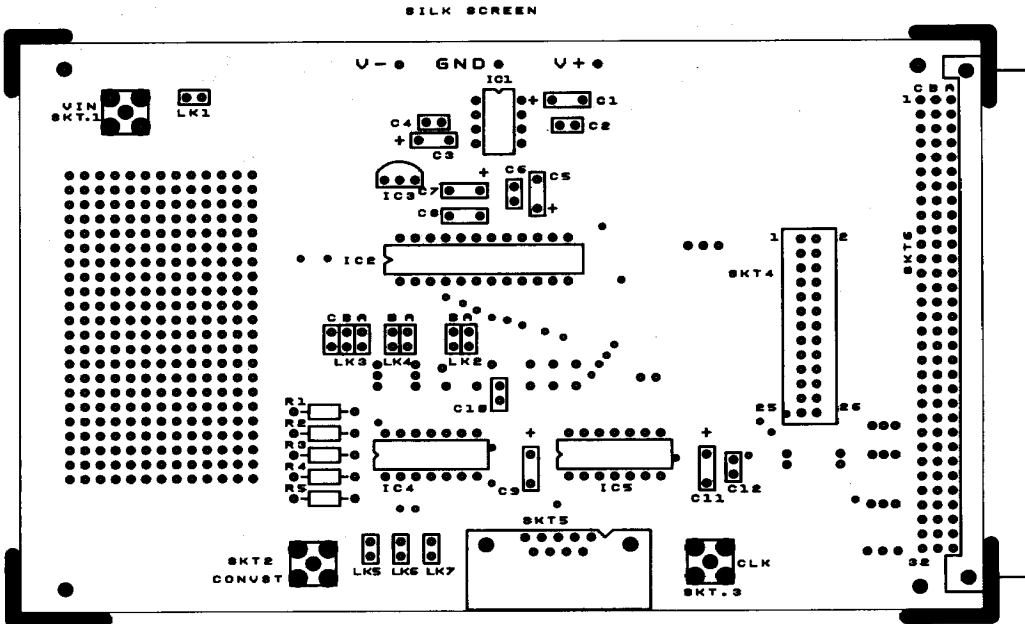 SILK SCREEN
V- GND V+
IC1
VIN
SKT.1
LK1
+ C1
C4
C2
+
C3
C B A
1
+
IC3
C7
C6
C5
+
C8
IC2
1 2
SKT4
SKT6
C B A
LK3
B A
LK4
B A
LK2
C10
25 26
R1
R2
R3
R4
R5
IC4
+
C9
IC5
+
C11
C12
SKT5
SKT2
CONVST
LK5
LK6
LK7
CLK
SKT.3
32